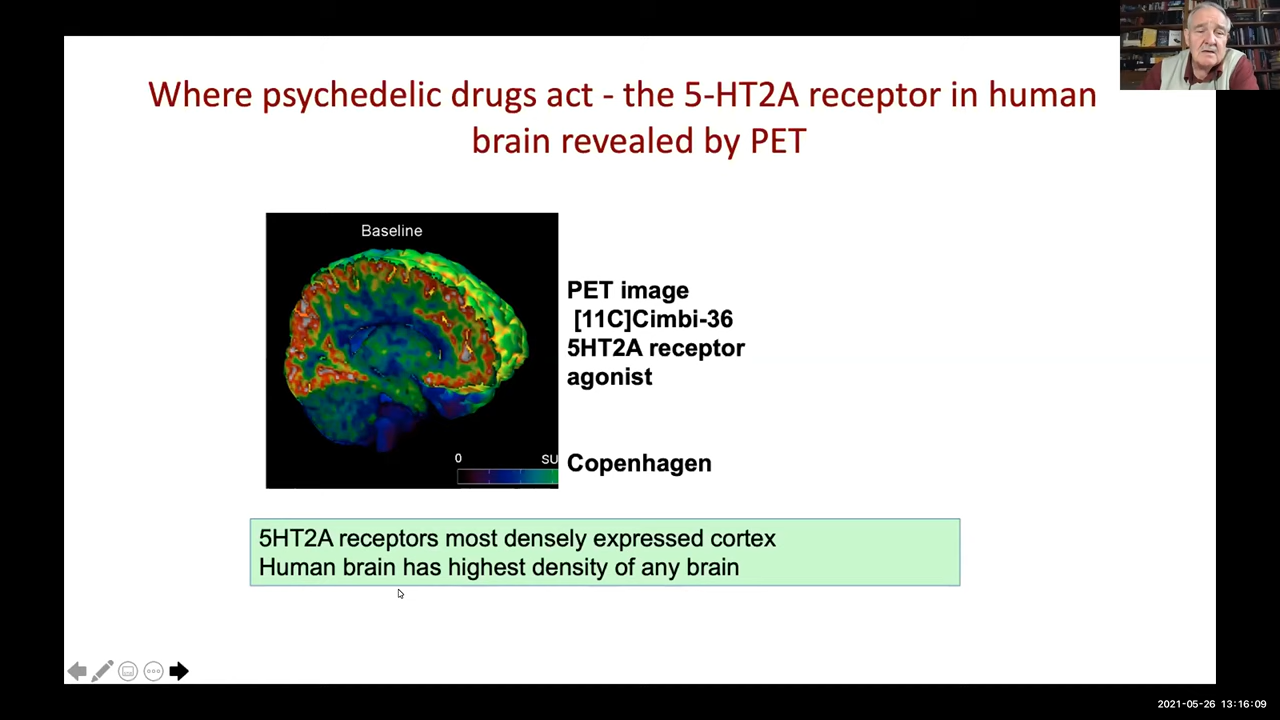 Where psychedelic drugs act - the 5-HT2A receptor in human
brain revealed by PET
Baseline
PET image
[11C]Cimbi-36
5HT2A receptor
agonist
0
SU
Copenhagen
5HT2A receptors most densely expressed cortex
Human brain has highest density of any brain
2021-05-26 13:16:09